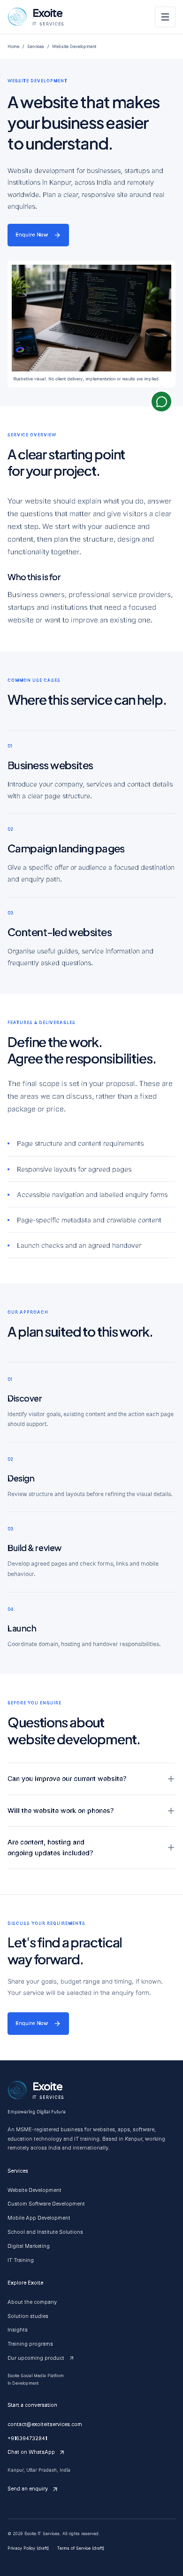 Exoite
IT SERVICES
Home / Services / Website Development
WEBSITE DEVELOPMENT
A website that makes
your business easier
to understand.
Website development for businesses, startups and
institutions in Kanpur, across India and remotely
worldwide. Plan a clear, responsive site around real
enquiries.
Enquire Now
Illustrative visual. No client delivery, implementation or results are implied.
SERVICE OVERVIEW
A clear starting point
for your project.
Your website should explain what you do, answer
the questions that matter and give visitors a clear
next step. We start with your audience and
content, then plan the structure, design and
functionality together.
Who this is for
Business owners, professional service providers,
startups and institutions that need a focused
website or want to improve an existing one.
COMMON USE CASES
Where this service can help.
01
Business websites
Introduce your company, services and contact details
with a clear page structure.
02
Campaign landing pages
Give a specific offer or audience a focused destination
and enquiry path.
03
Content-led websites
Organise useful guides, service information and
frequently asked questions.
FEATURES & DELIVERABLES
Define the work.
Agree the responsibilities.
The final scope is set in your proposal. These are
the areas we can discuss, rather than a fixed
package or price.
Page structure and content requirements
Responsive layouts for agreed pages
Accessible navigation and labelled enquiry forms
Page-specific metadata and crawlable content
Launch checks and an agreed handover
OUR APPROACH
A plan suited to this work.
01
Discover
Identify visitor goals, existing content and the action each page
should support.
02
Design
Review structure and layouts before refining the visual details.
03
Build & review
Develop agreed pages and check forms, links and mobile
behaviour.
04
Launch
Coordinate domain, hosting and handover responsibilities.
BEFORE YOU ENQUIRE
Questions about
website development.
Can you improve our current website?
Will the website work on phones?
Are content, hosting and
ongoing updates included?
DISCUSS YOUR REQUIREMENTS
Let's find a practical
way forward.
Share your goals, budget range and timing, if known.
Your service will be selected in the enquiry form.
Enquire Now
Exoite
IT SERVICES
Empowering Digital Future
An MSME-registered business for websites, apps, software,
education technology and IT training. Based in Kanpur, working
remotely across India and internationally.
Services
Website Development
Custom Software Development
Mobile App Development
School and Institute Solutions
Digital Marketing
IT Training
Explore Exoite
About the company
Solution studies
Insights
Training programs
Our upcoming product
Exoite Social Media Platform
In Development
Start a conversation
contact@exoiteitservices.com
+916394732841
Chat on WhatsApp
Kanpur, Uttar Pradesh, India
Send an enquiry
© 2026 Exoite IT Services. All rights reserved.
Privacy Policy (draft) Terms of Service (draft)